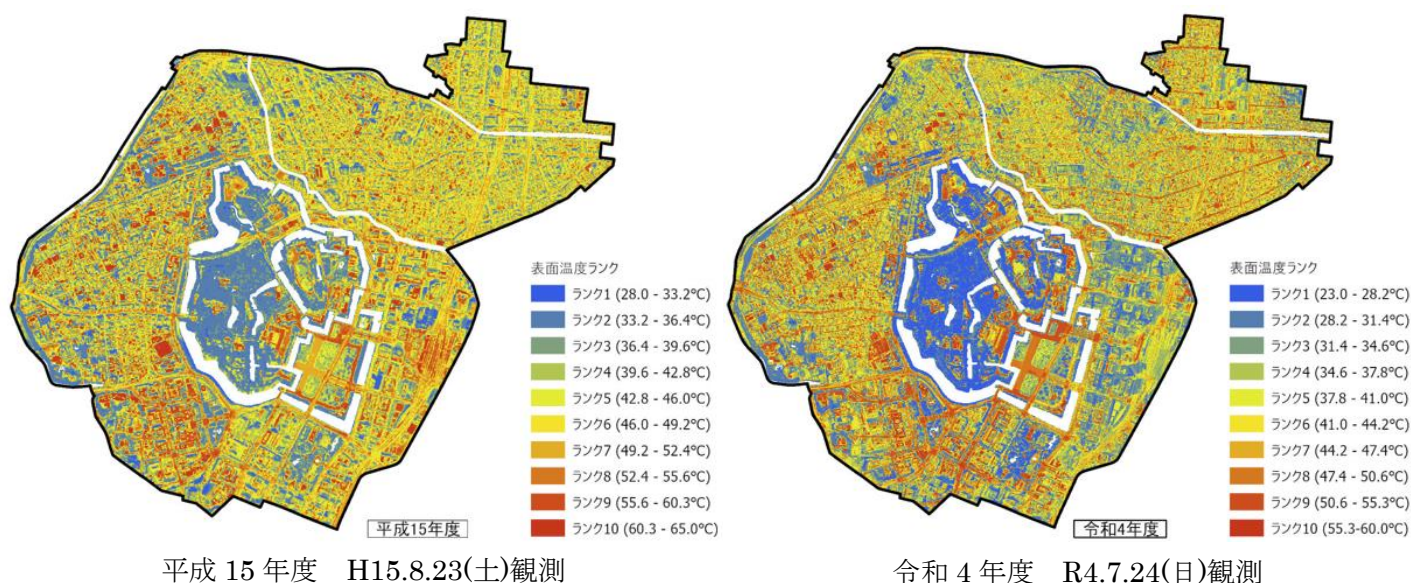 表面温度ランク
ランク1 (28.0 - 33.2℃)
ランク2 (33.2 - 36.4℃)
ランク3 (36.4 - 39.6℃)
ランク4 (39.6 - 42.8℃)
ランク5 (42.8 - 46.0℃)
ランク6 (46.0 - 49.2℃)
ランク7 (49.2 - 52.4℃)
ランク8 (52.4 - 55.6℃)
ランク9 (55.6 - 60.3℃)
ランク10 (60.3 - 65.0℃)
平成15年度
平成 15 年度 H15.8.23(土)観測
表面温度ランク
ランク1 (23.0 - 28.2℃)
ランク2 (28.2 - 31.4℃)
ランク3 (31.4 - 34.6℃)
ランク4 (34.6 - 37.8℃)
ランク5 (37.8 - 41.0℃)
ランク6 (41.0 - 44.2℃)
ランク7 (44.2 - 47.4℃)
ランク8 (47.4 - 50.6℃)
ランク9 (50.6 - 55.3℃)
ランク10 (55.3-60.0℃)
令和4年度
令和 4 年度 R4.7.24(日)観測